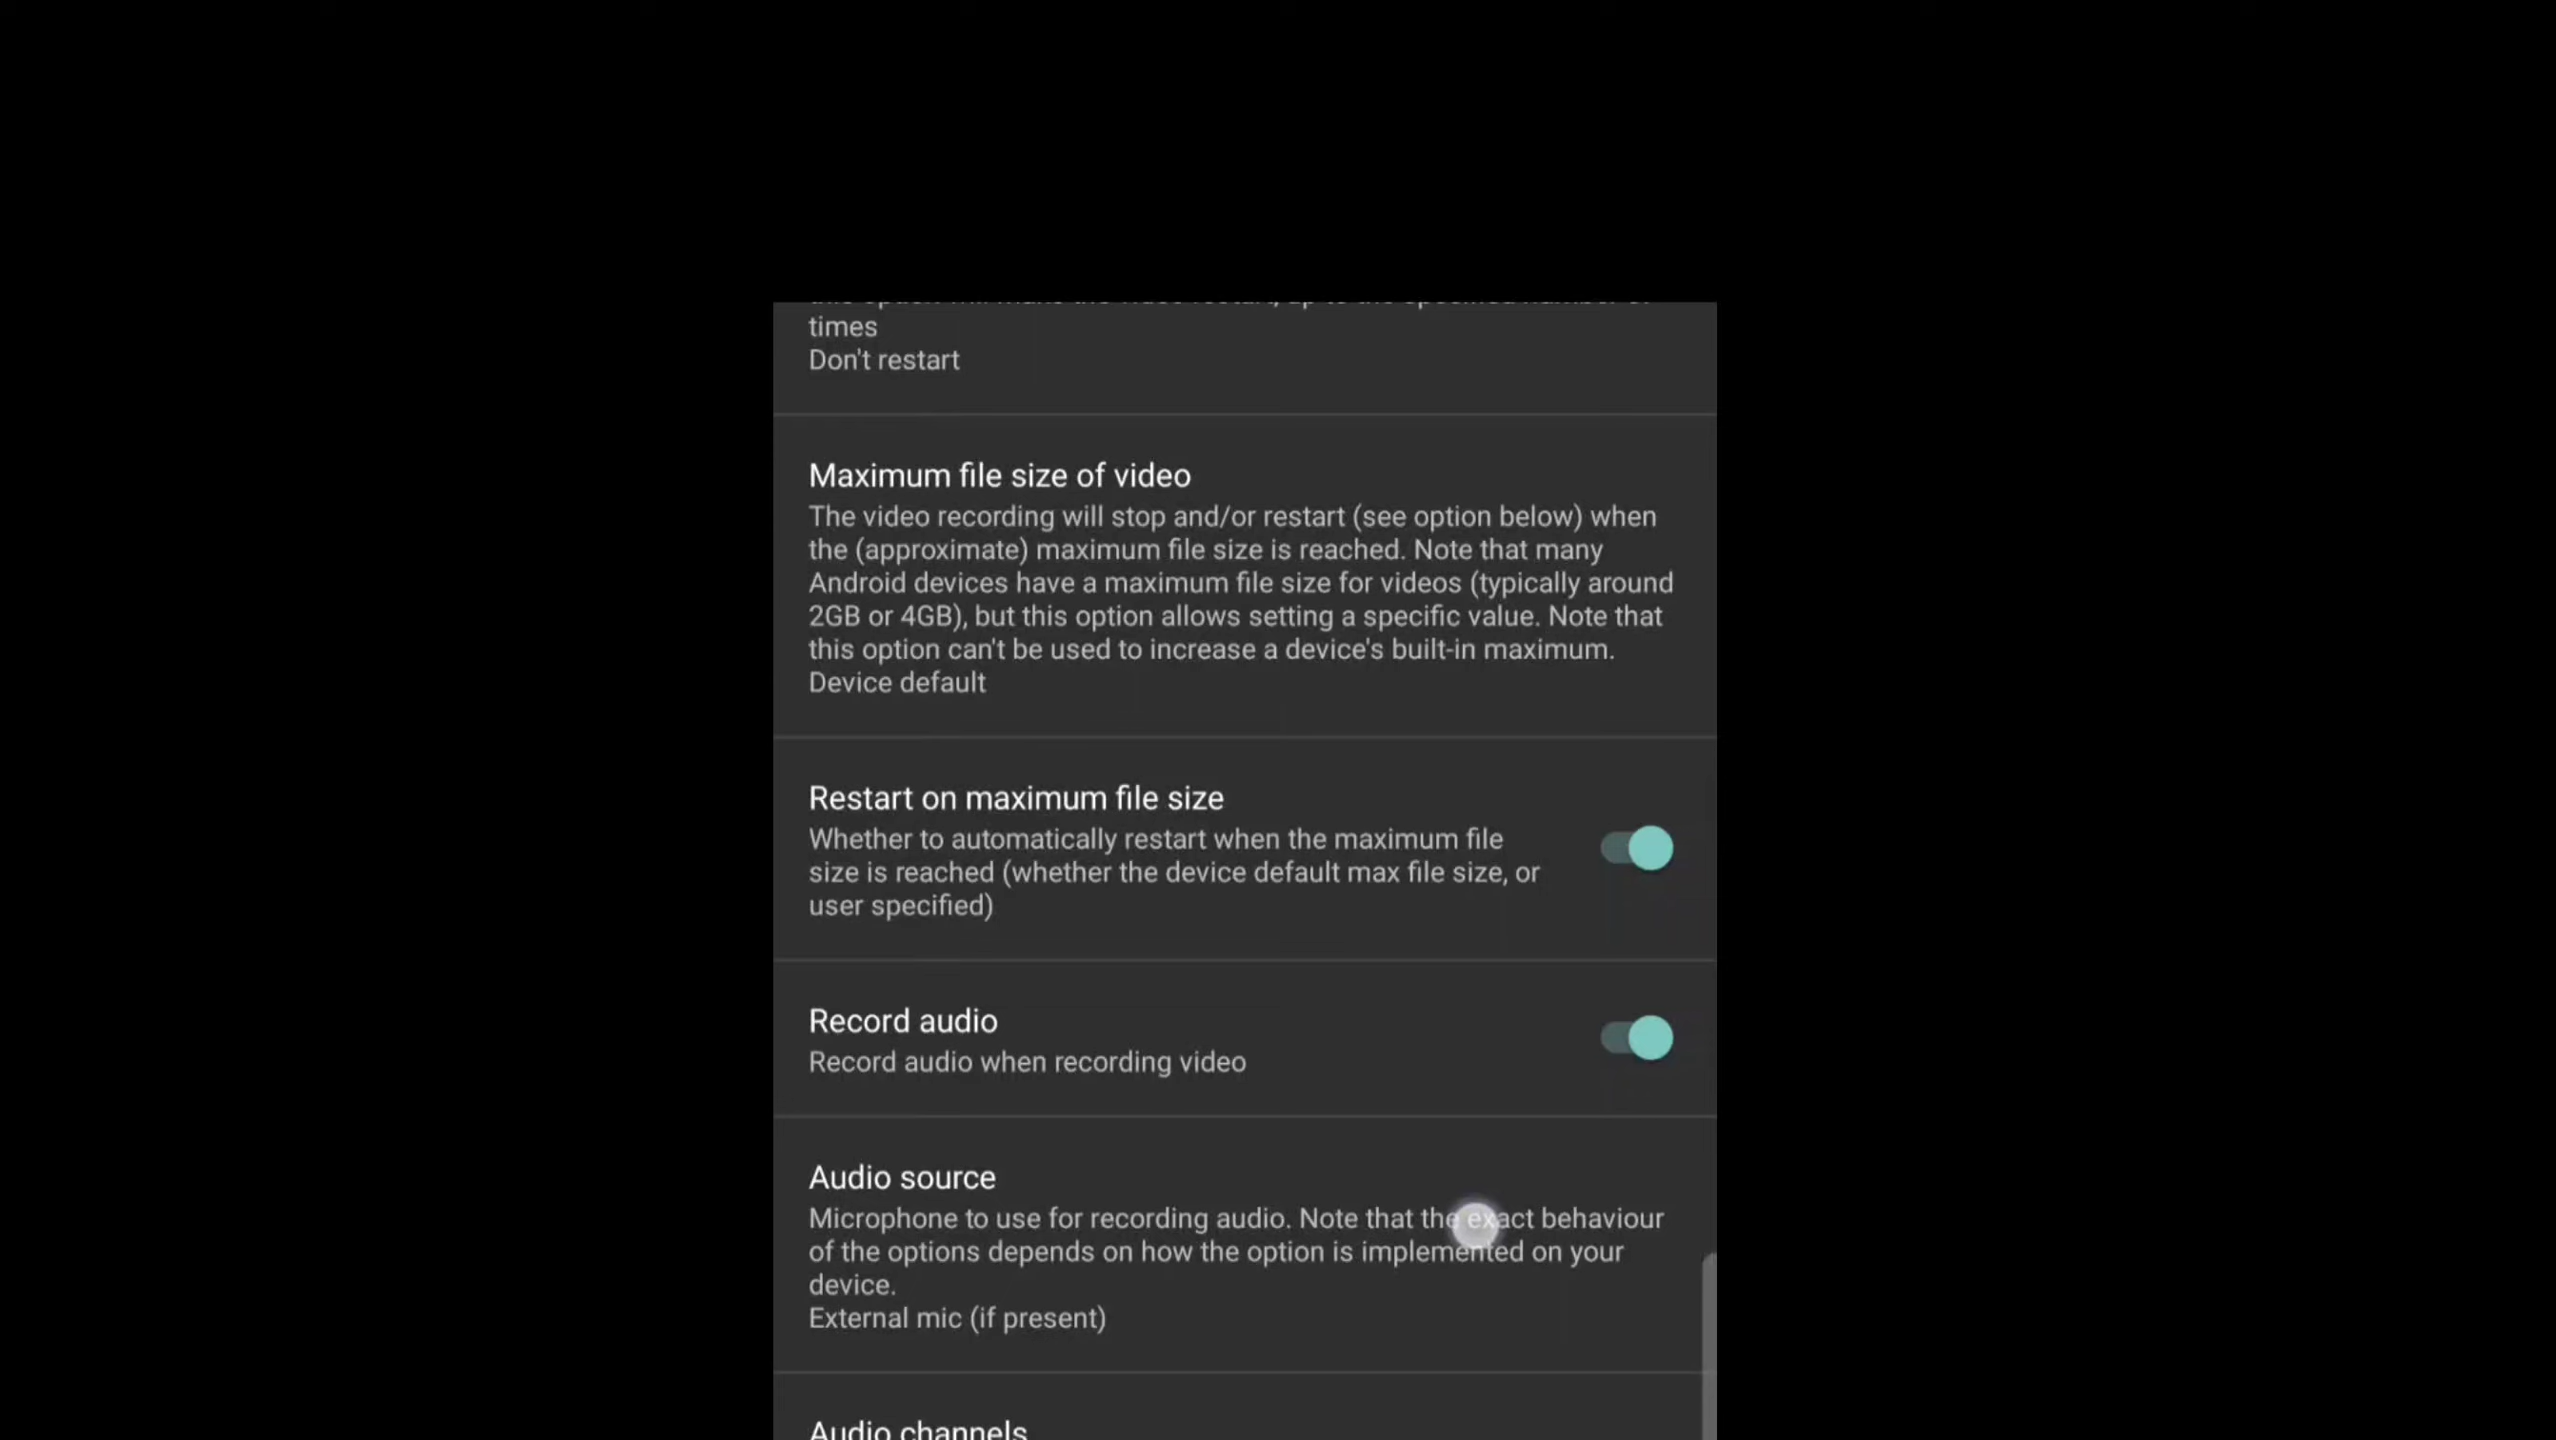 times
Don't restart
Maximum file size of video
The video recording will stop and/or restart (see option below) when
the (approximate) maximum file size is reached. Note that many
Android devices have a maximum file size for videos (typically around
2GB or 4GB), but this option allows setting a specific value. Note that
this option can't be used to increase a device's built-in maximum.
Device default
Restart on maximum file size
Whether to automatically restart when the maximum file
size is reached (whether the device default max file size, or
user specified)
Record audio
Record audio when recording video
Audio source
Microphone to use for recording audio. Note that the exact behaviour
of the options depends on how the option is implemented on your
device.
External mic (if present)
Audio channels